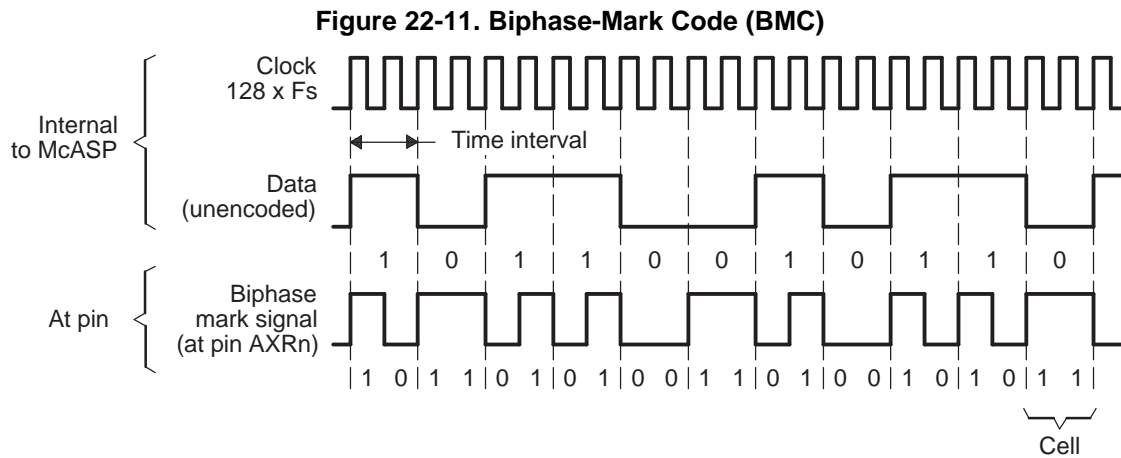 Figure 22-11. Biphase-Mark Code (BMC)
Clock
128 x Fs
Internal
to McASP
Time interval
Data
(unencoded)
1 0 1 1 0 0 1 0 1 1 0
At pin
Biphase
mark signal
(at pin AXRn)
1 0 1 1 0 1 0 1 0 0 1 1 0 1 0 0 1 0 1 0 1 1
Cell